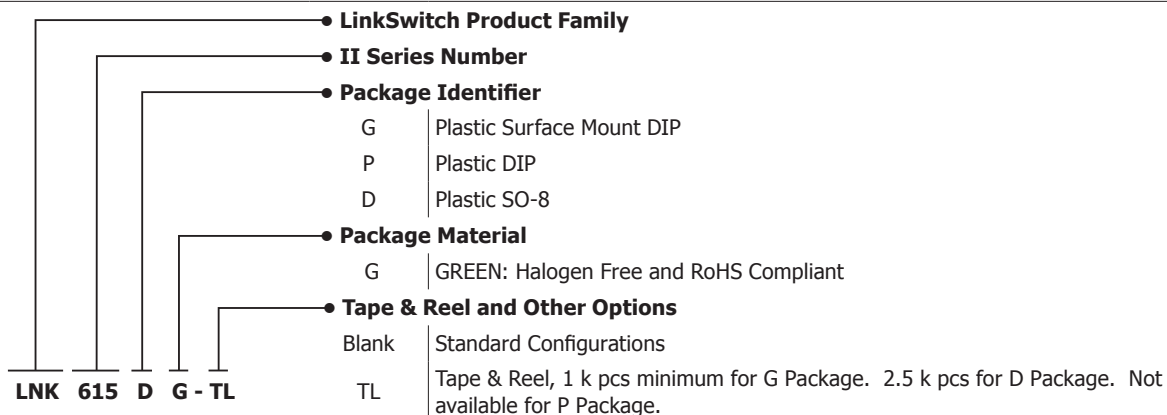 LinkSwitch Product Family
II Series Number
Package Identifier
G Plastic Surface Mount DIP
P Plastic DIP
D Plastic SO-8
Package Material
G GREEN: Halogen Free and RoHS Compliant
Tape & Reel and Other Options
Blank Standard Configurations
TL Tape & Reel, 1 k pcs minimum for G Package. 2.5 k pcs for D Package. Not
available for P Package.
LNK 615 D G - TL